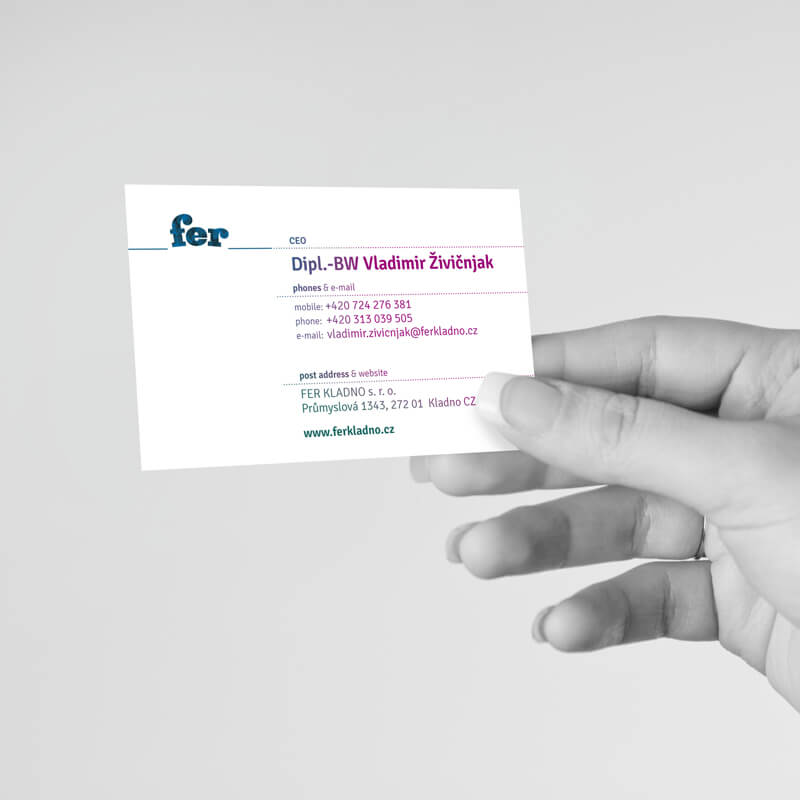 fer
CEO
Dipl.-BW Vladimir Živičnjak
phones & e-mail
mobile: +420 724 276 381
phone: +420 313 039 505
e-mail: vladimir.zivicnjak@ferkladno.cz
post address & website
FER KLADNO s. r. o.
Průmyslová 1343, 272 01 Kladno CZ
www.ferkladno.cz